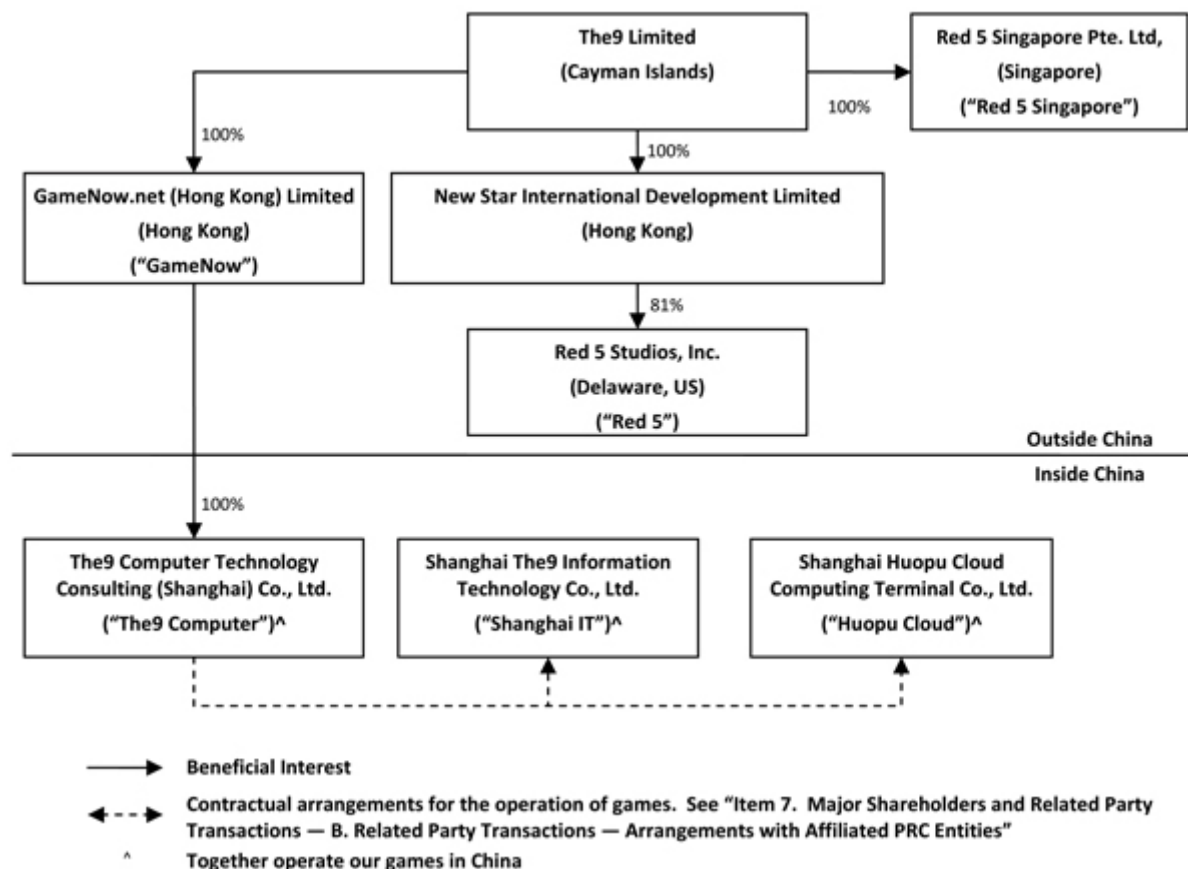 The9 Limited
(Cayman Islands)
Red 5 Singapore Pte. Ltd,
(Singapore)
(“Red 5 Singapore”)
100%
100%
100%
GameNow.net (Hong Kong) Limited
(Hong Kong)
(“GameNow”)
New Star International Development Limited
(Hong Kong)
81%
Red 5 Studios, Inc.
(Delaware, US)
(“Red 5”)
Outside China
Inside China
100%
The9 Computer Technology
Consulting (Shanghai) Co., Ltd.
(“The9 Computer”)^
Shanghai The9 Information
Technology Co., Ltd.
(“Shanghai IT”)^
Shanghai Huopu Cloud
Computing Terminal Co., Ltd.
(“Huopu Cloud”)^
Beneficial Interest
Contractual arrangements for the operation of games. See “Item 7. Major Shareholders and Related Party
Transactions — B. Related Party Transactions — Arrangements with Affiliated PRC Entities”
^ Together operate our games in China